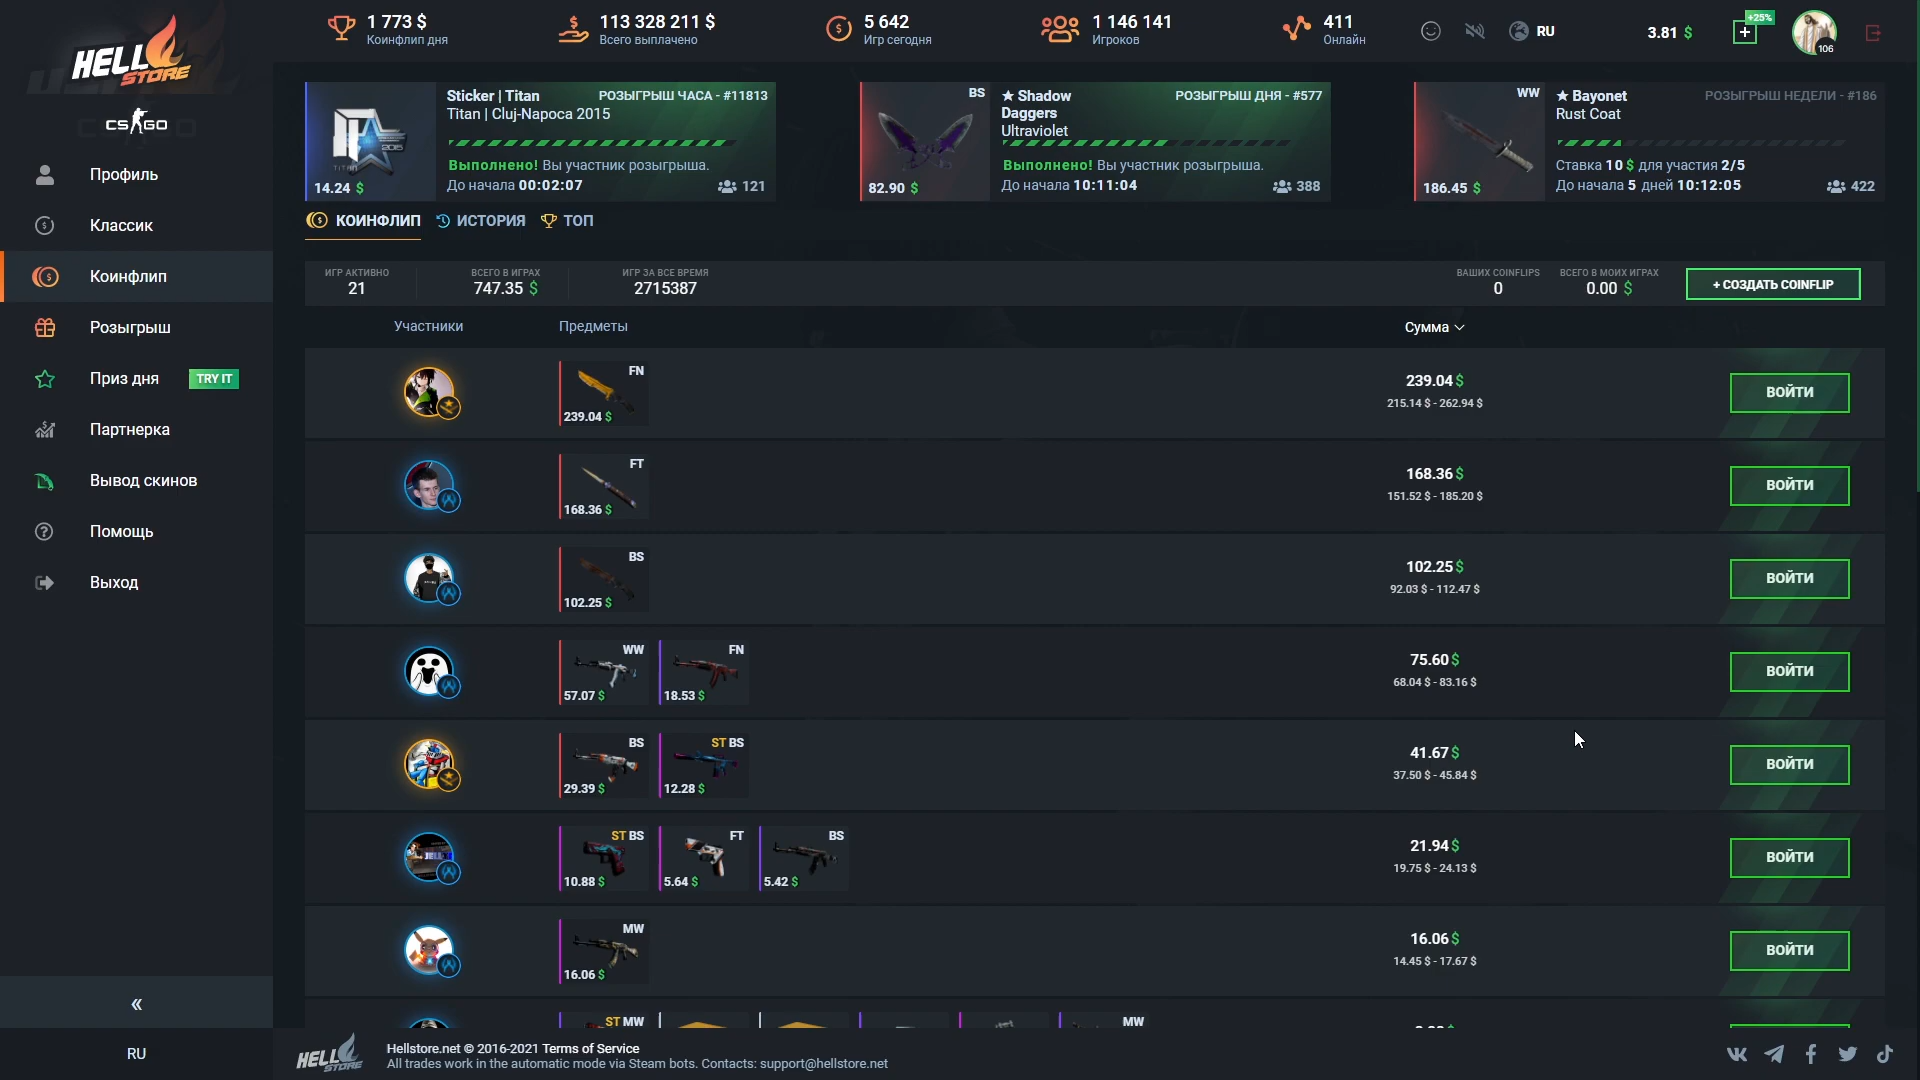 HELL STORE
1 773 $
Коинфлип дня
113 328 211 $
Всего выплачено
5 642
Игр сегодня
1 146 141
Игроков
411
Онлайн
RU
3.81 $
+25%
106
CS GO
Профиль
Классик
Коинфлип
Розыгрыш
Приз дня TRY IT
Партнерка
Вывод скинов
Помощь
Выход
«
RU
Sticker | Titan РОЗЫГРЫШ ЧАСА - #11813
Titan | Cluj-Napoca 2015
Выполнено! Вы участник розыгрыша.
До начала 00:02:07 121
14.24 $
BS ★ Shadow Daggers РОЗЫГРЫШ ДНЯ - #577
Ultraviolet
Выполнено! Вы участник розыгрыша.
До начала 10:11:04 388
82.90 $
WW ★ Bayonet РОЗЫГРЫШ НЕДЕЛИ - #186
Rust Coat
Ставка 10 $ для участия 2/5
До начала 5 дней 10:12:05 422
186.45 $
КОИНФЛИП ИСТОРИЯ ТОП
ИГР АКТИВНО ВСЕГО В ИГРАХ ИГР ЗА ВСЕ ВРЕМЯ ВАШИХ COINFLIPS ВСЕГО В МОИХ ИГРАХ
21 747.35 $ 2715387 0 0.00 $
+ СОЗДАТЬ COINFLIP
Участники Предметы Сумма
FN
239.04 $
239.04 $
215.14 $ - 262.94 $
ВОЙТИ
FT
168.36 $
168.36 $
151.52 $ - 185.20 $
ВОЙТИ
BS
102.25 $
102.25 $
92.03 $ - 112.47 $
ВОЙТИ
WW FN
57.07 $ 18.53 $
75.60 $
68.04 $ - 83.16 $
ВОЙТИ
BS ST BS
29.39 $ 12.28 $
41.67 $
37.50 $ - 45.84 $
ВОЙТИ
ST BS FT BS
10.88 $ 5.64 $ 5.42 $
21.94 $
19.75 $ - 24.13 $
ВОЙТИ
MW
16.06 $
16.06 $
14.45 $ - 17.67 $
ВОЙТИ
ST MW MW
HELL STORE
Hellstore.net © 2016-2021 Terms of Service
All trades work in the automatic mode via Steam bots. Contacts: support@hellstore.net